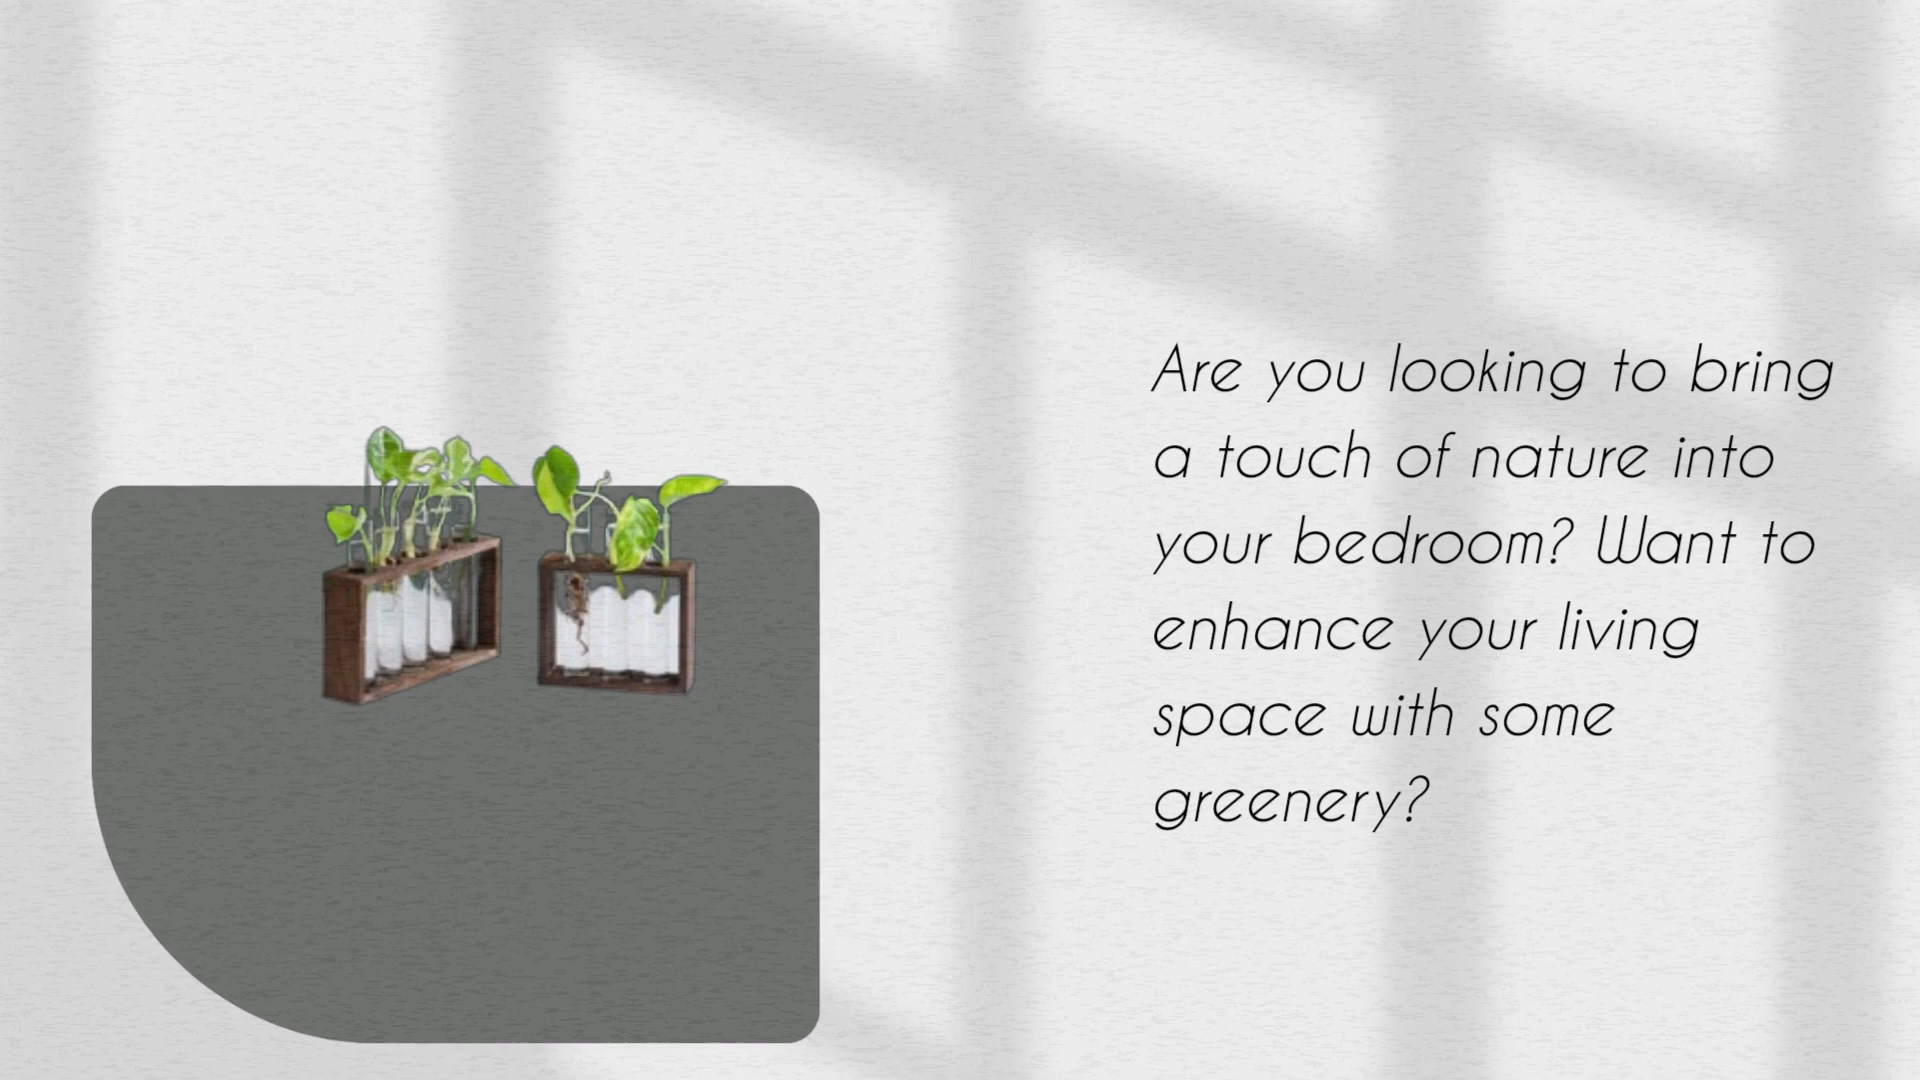 Are you looking to bring
a touch of nature into
your bedroom? Want to
enhance your living
space with some
greenery?